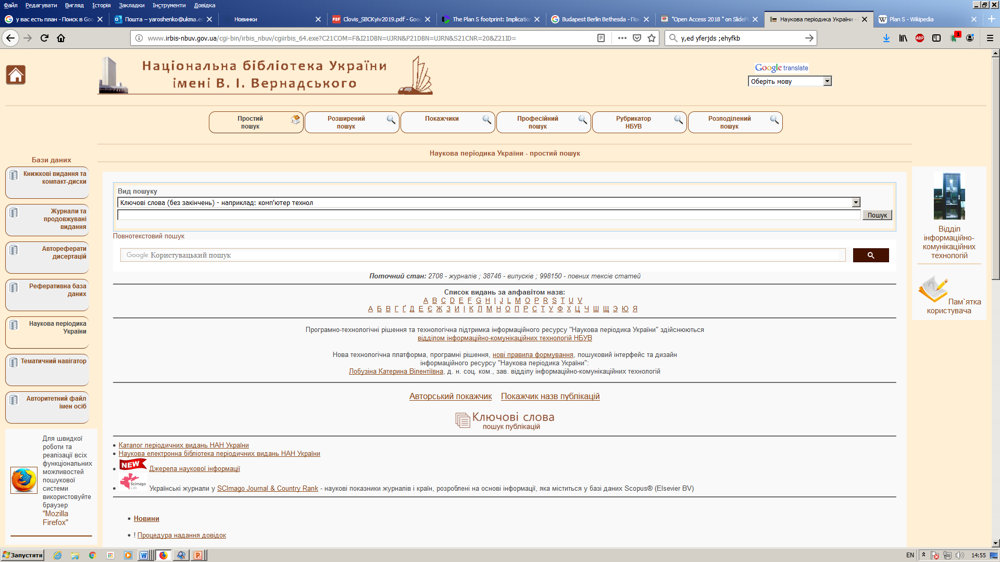 Файл Редагувати Вигляд Історія Закладки Інструменти Довідка
у вас есть план - Поиск в Goo
Пошта – yaroshenko@ukma.ed
Новинки
Clovis_SBCKyiv2019.pdf - Goog
The Plan S footprint: Implication
Budapest Berlin Bethesda - Пои
"Open Access 2018 " on SlidePl
Наукова періодика України -
Plan S - Wikipedia
www.irbis-nbuv.gov.ua/cgi-bin/irbis_nbuv/cgiirbis_64.exe?C21COM=F&I21DBN=UJRN&P21DBN=UJRN&S21CNR=20&Z21ID=
y,ed yferjds ;ehyfkb
ABP
1
Національна бібліотека України
імені В. І. Вернадського
Google translate
Оберіть мову
Простий
пошук
Розширений
пошук
Покажчики
Професійний
пошук
Рубрикатор
НБУВ
Розподілений
пошук
Наукова періодика України - простий пошук
Бази даних
Книжкові видання та
компакт-диски
Журнали та
продовжувані
видання
Автореферати
дисертацій
Реферативна база
даних
Наукова періодика
України
Тематичний навігатор
Авторитетний файл
імен осіб
Для швидкої
роботи та
реалізації всіх
функціональних
можливостей
пошукової
системи
використовуйте
браузер
"Mozilla
Firefox"
Вид пошуку
Ключові слова (без закінчень) - наприклад: комп'ютер технол
Пошук
Повнотекстовий пошук
Google Користувацький пошук
Поточний стан: 2708 - журналів ; 38746 - випусків ; 998150 - повних тексів статей
Список видань за алфавітом назв:
A B C D E F G H I J L M O P R S T U V
А Б В Г Ґ Д Е Є Ж З И І К Л М Н О П Р С Т У Ф Х Ц Ч Ш Щ Э Ю Я
Програмно-технологічні рішення та технологічна підтримка інформаційного ресурсу "Наукова періодика України" здійснюються
відділом інформаційно-комунікаційних технологій НБУВ
Нова технологічна платформа, програмні рішення, нові правила формування, пошуковий інтерфейс та дизайн
інформаційного ресурсу "Наукова періодика України":
Лобузіна Катерина Вілентіївна, д. н. соц. ком., зав. відділу інформаційно-комунікаційних технологій
Авторський покажчик Покажчик назв публікацій
Ключові слова
пошук публікацій
Каталог періодичних видань НАН України
Наукова електронна бібліотека періодичних видань НАН України
NEW Джерела наукової інформації
Scimago
Lab
Українські журнали у SCImago Journal & Country Rank - наукові показники журналів і країн, розроблені на основі інформації, яка міститься у базі даних Scopus® (Elsevier BV)
Новини
! Процедура надання довідок
Відділ
інформаційно-
комунікаційних
технологій
Пам`ятка
користувача
Запустити
EN
14:55